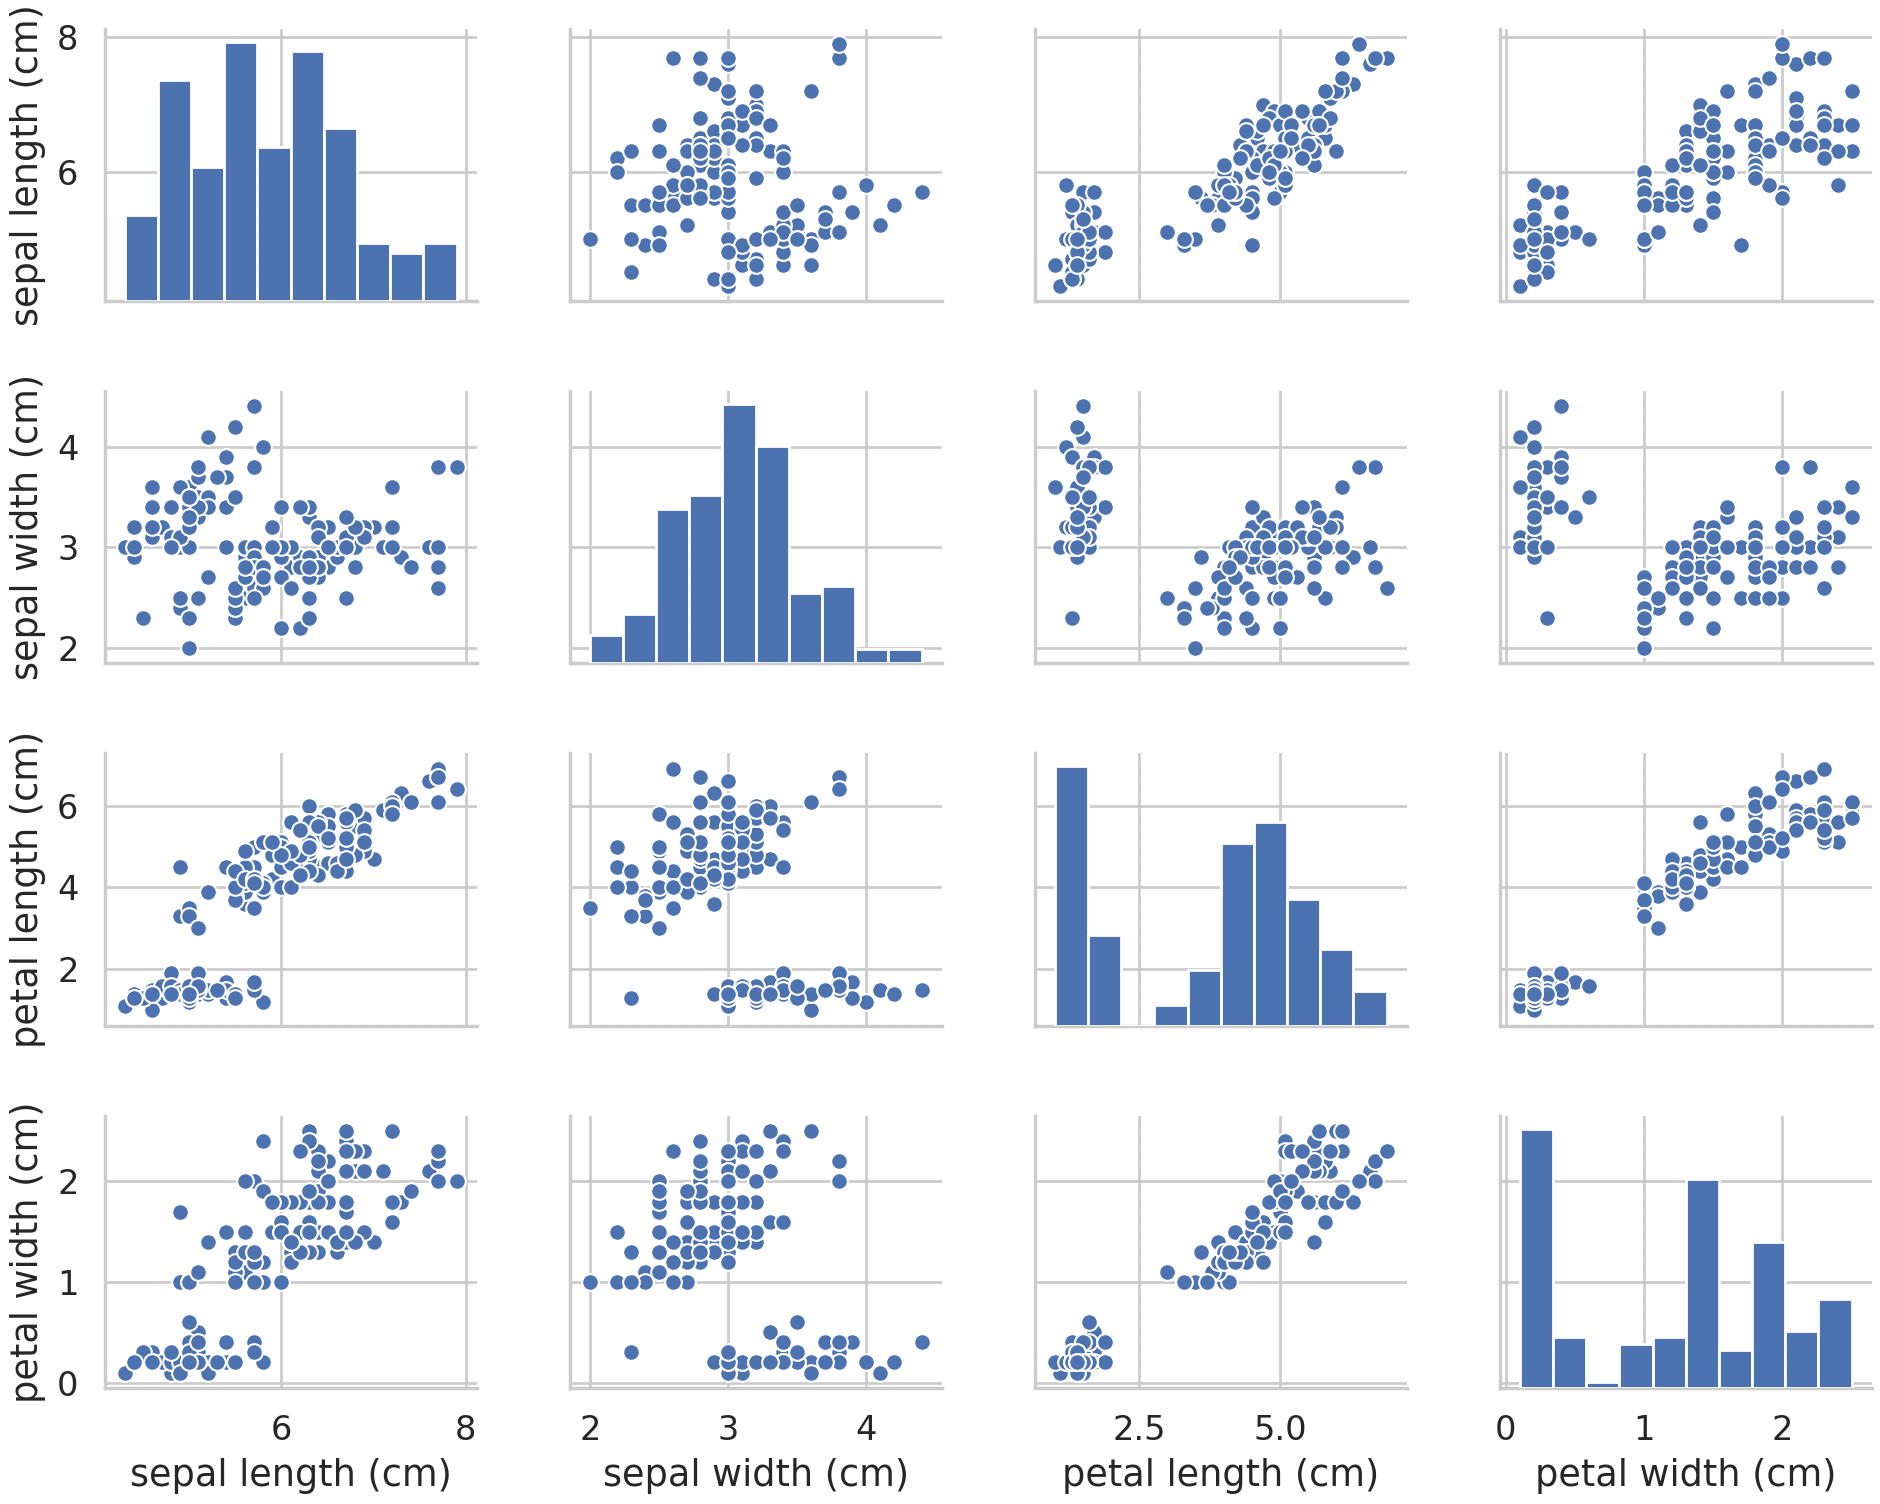 sepal length (cm)
8
6
sepal width (cm)
4
3
2
petal length (cm)
6
4
2
petal width (cm)
2
1
0
6 8
2 3 4
2.5 5.0
0 1 2
sepal length (cm)
sepal width (cm)
petal length (cm)
petal width (cm)